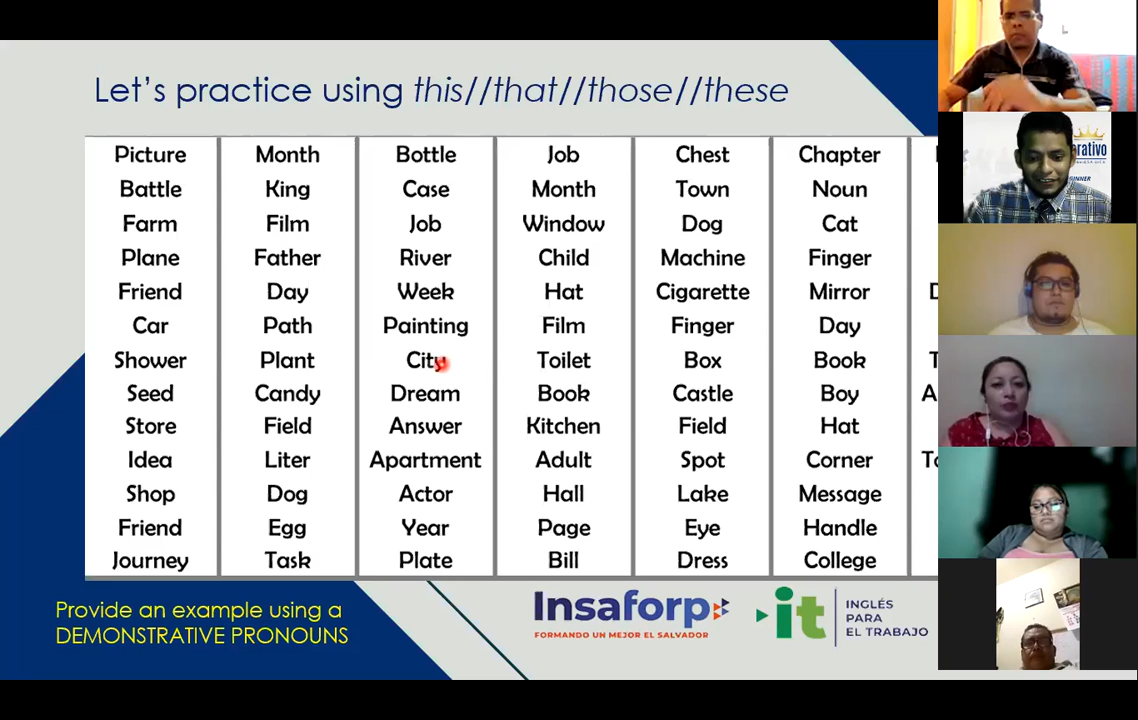 Let's practice using this//that//those//these
Picture Month Bottle Job Chest Chapter
Battle King Case Month Town Noun
Farm Film Job Window Dog Cat
Plane Father River Child Machine Finger
Friend Day Week Hat Cigarette Mirror
Car Path Painting Film Finger Day
Shower Plant City Toilet Box Book
Seed Candy Dream Book Castle Boy
Store Field Answer Kitchen Field Hat
Idea Liter Apartment Adult Spot Corner
Shop Dog Actor Hall Lake Message
Friend Egg Year Page Eye Handle
Journey Task Plate Bill Dress College
Provide an example using a
DEMONSTRATIVE PRONOUNS
Insaforp
FORMANDO UN MEJOR EL SALVADOR
it
INGLÉS
PARA
EL TRABAJO